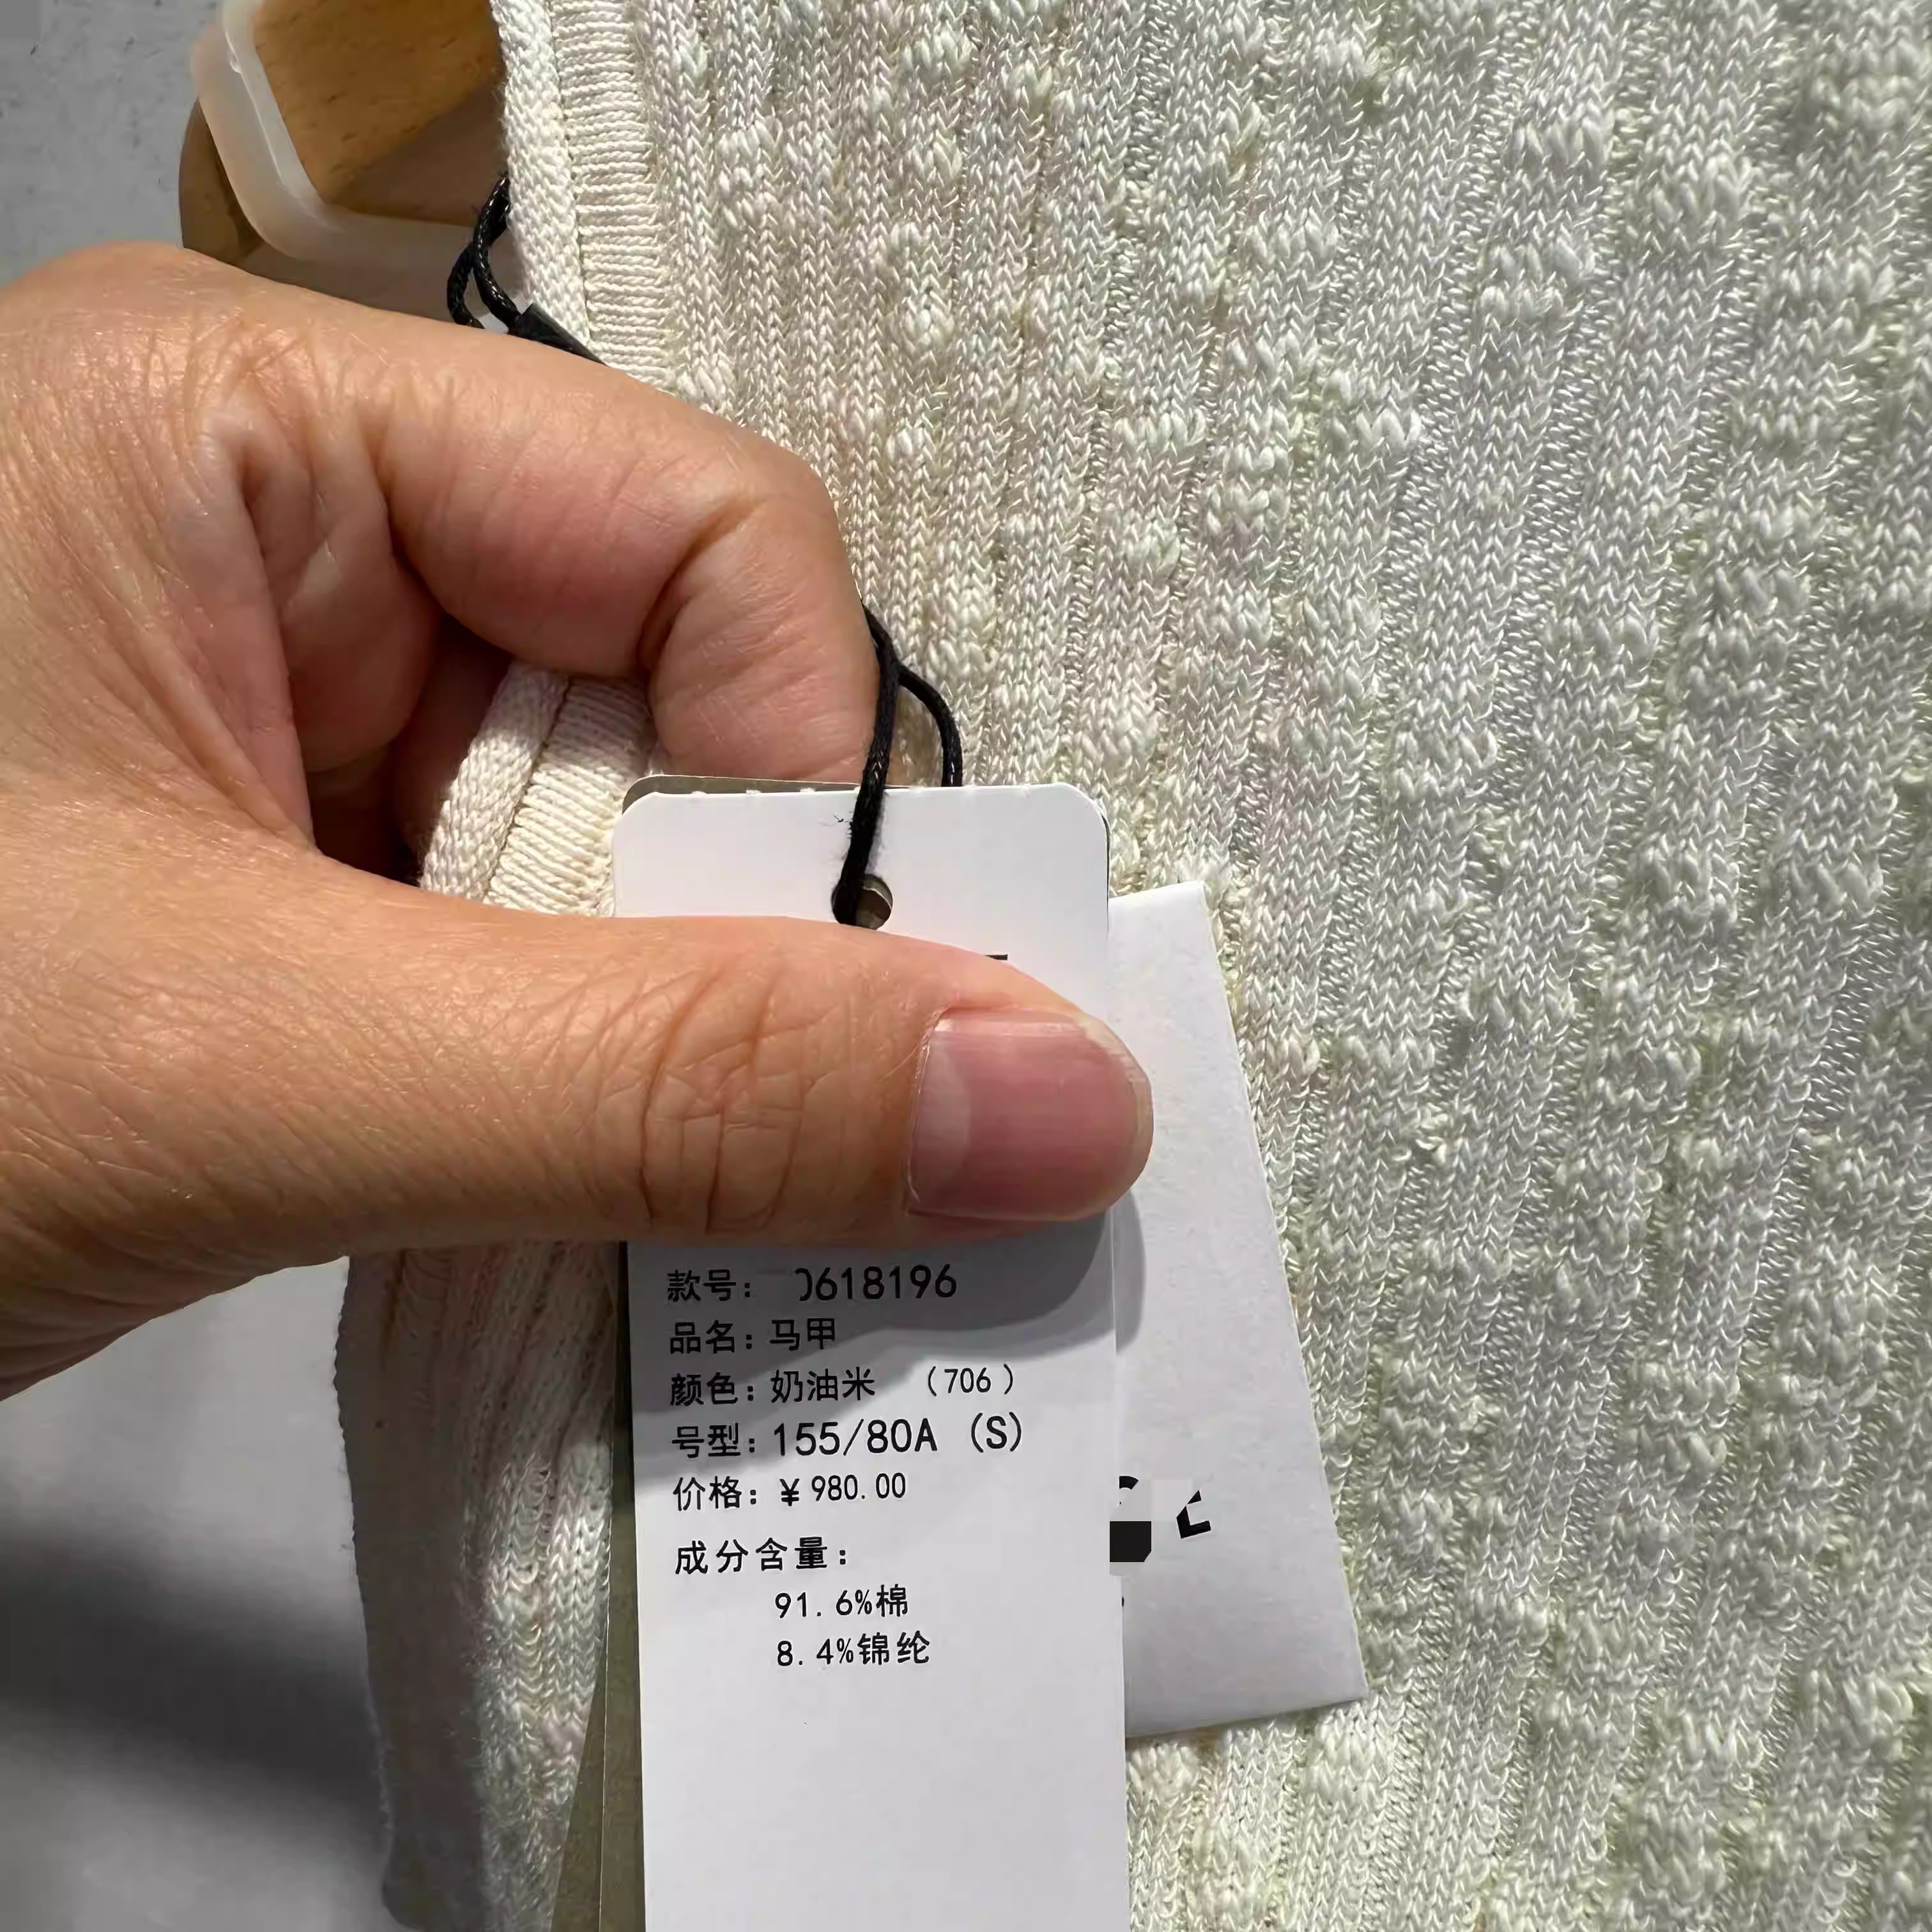 款号: 0618196
品名: 马甲
颜色: 奶油米 (706 )
号型: 155/80A (S)
价格: ¥ 980.00
成分含量:
91.6%棉
8.4%锦纶